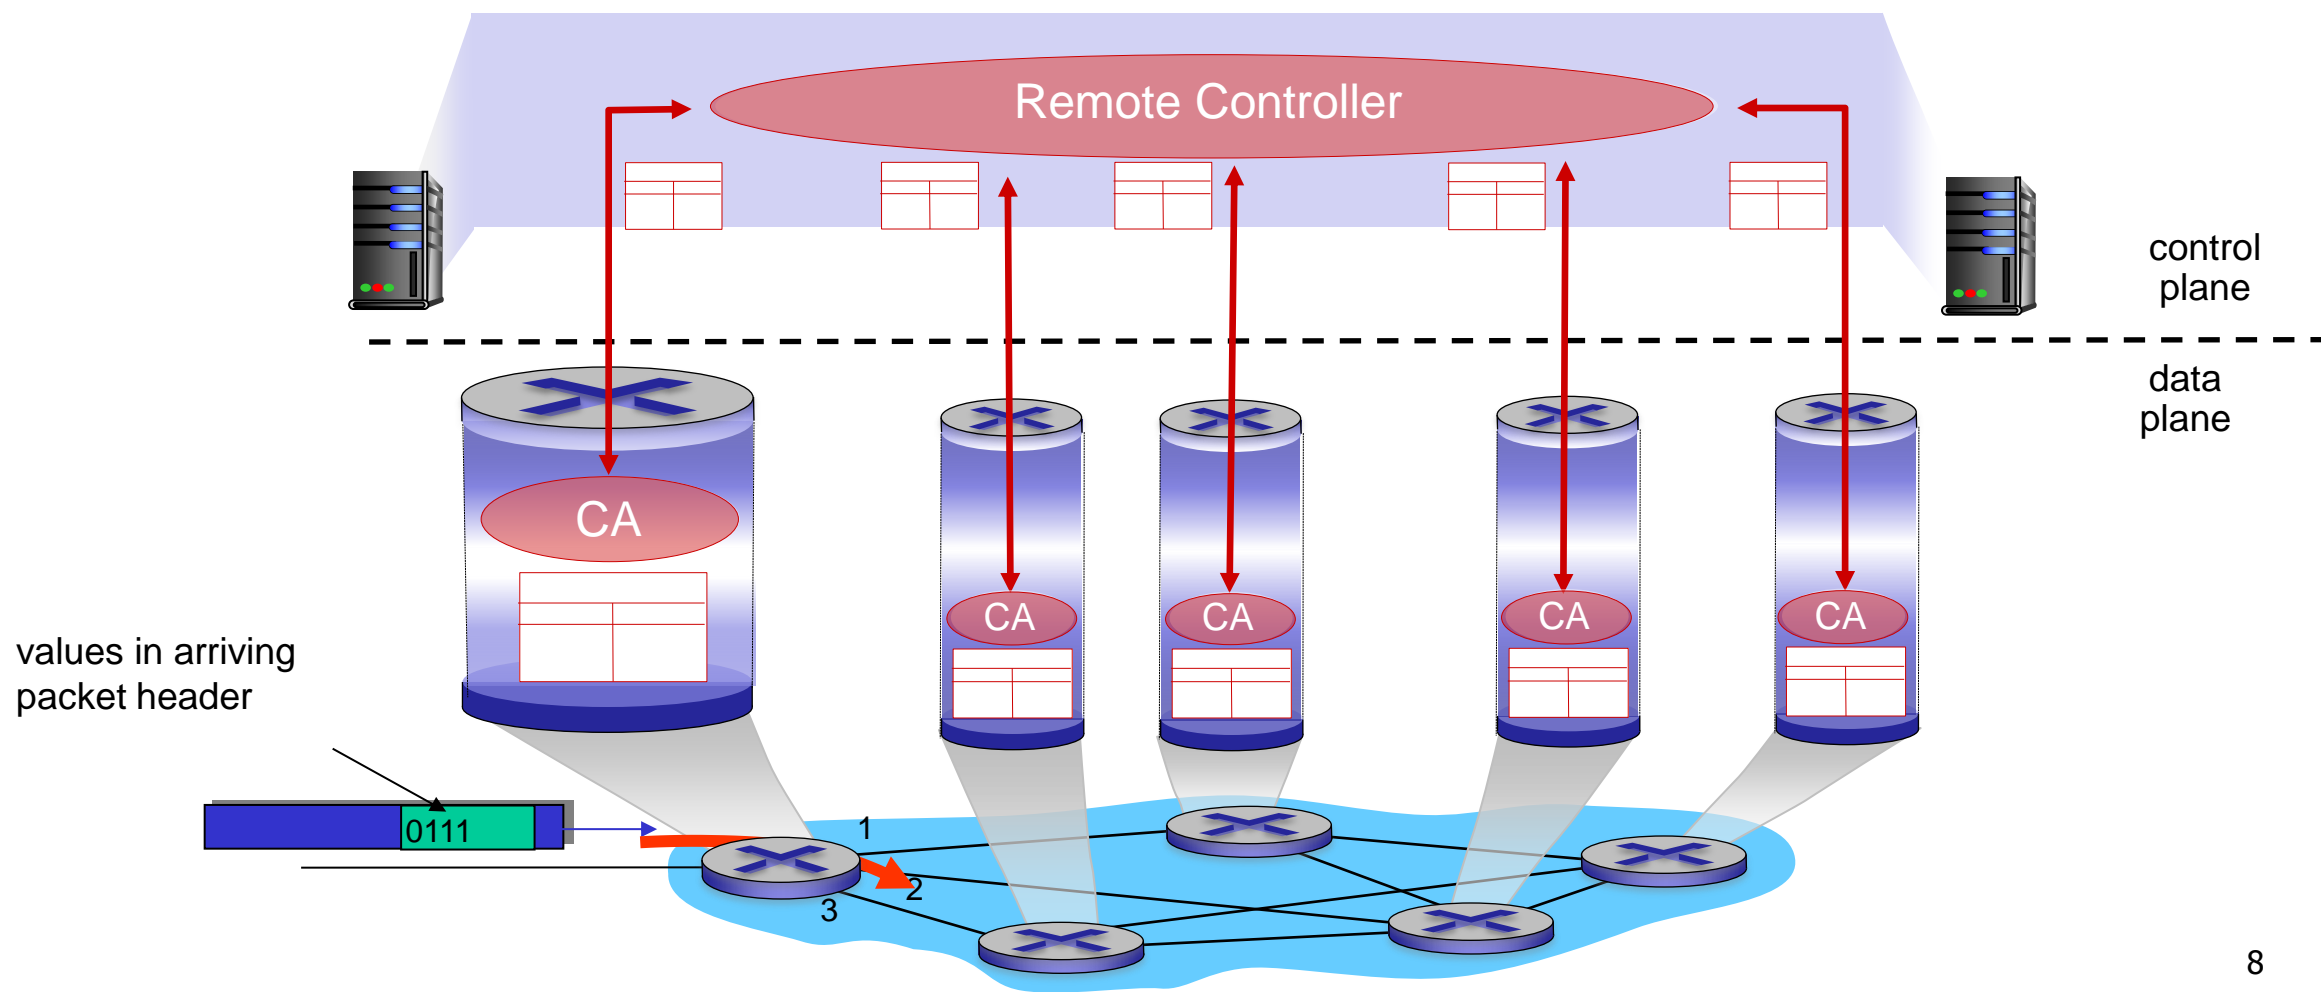 Remote Controller
control
plane
data
plane
CA
CA
CA
CA
CA
values in arriving
packet header
0111
1
2
3
8